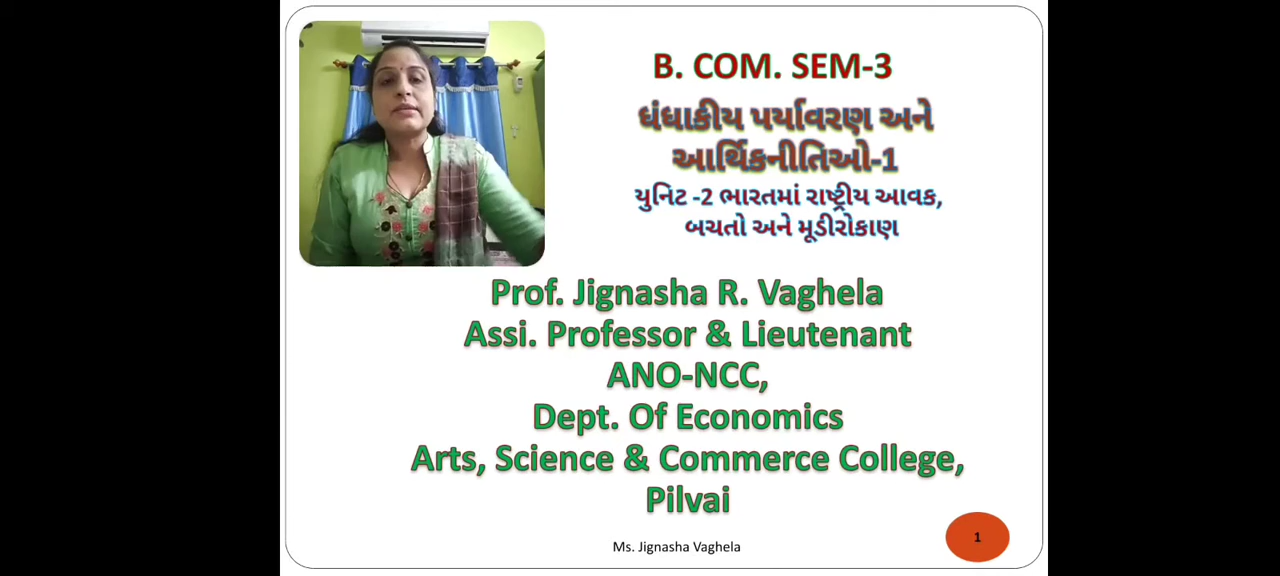 B. COM. SEM-3
ધંધાકીય પર્યાવરણ અને
આર્થિકનીતિઓ-1
યુનિટ -2 ભારતમાં રાષ્ટ્રીય આવક,
બચતો અને મૂડીરોકાણ
Prof. Jignasha R. Vaghela
Assi. Professor & Lieutenant
ANO-NCC,
Dept. Of Economics
Arts, Science & Commerce College,
Pilvai
Ms. Jignasha Vaghela
1